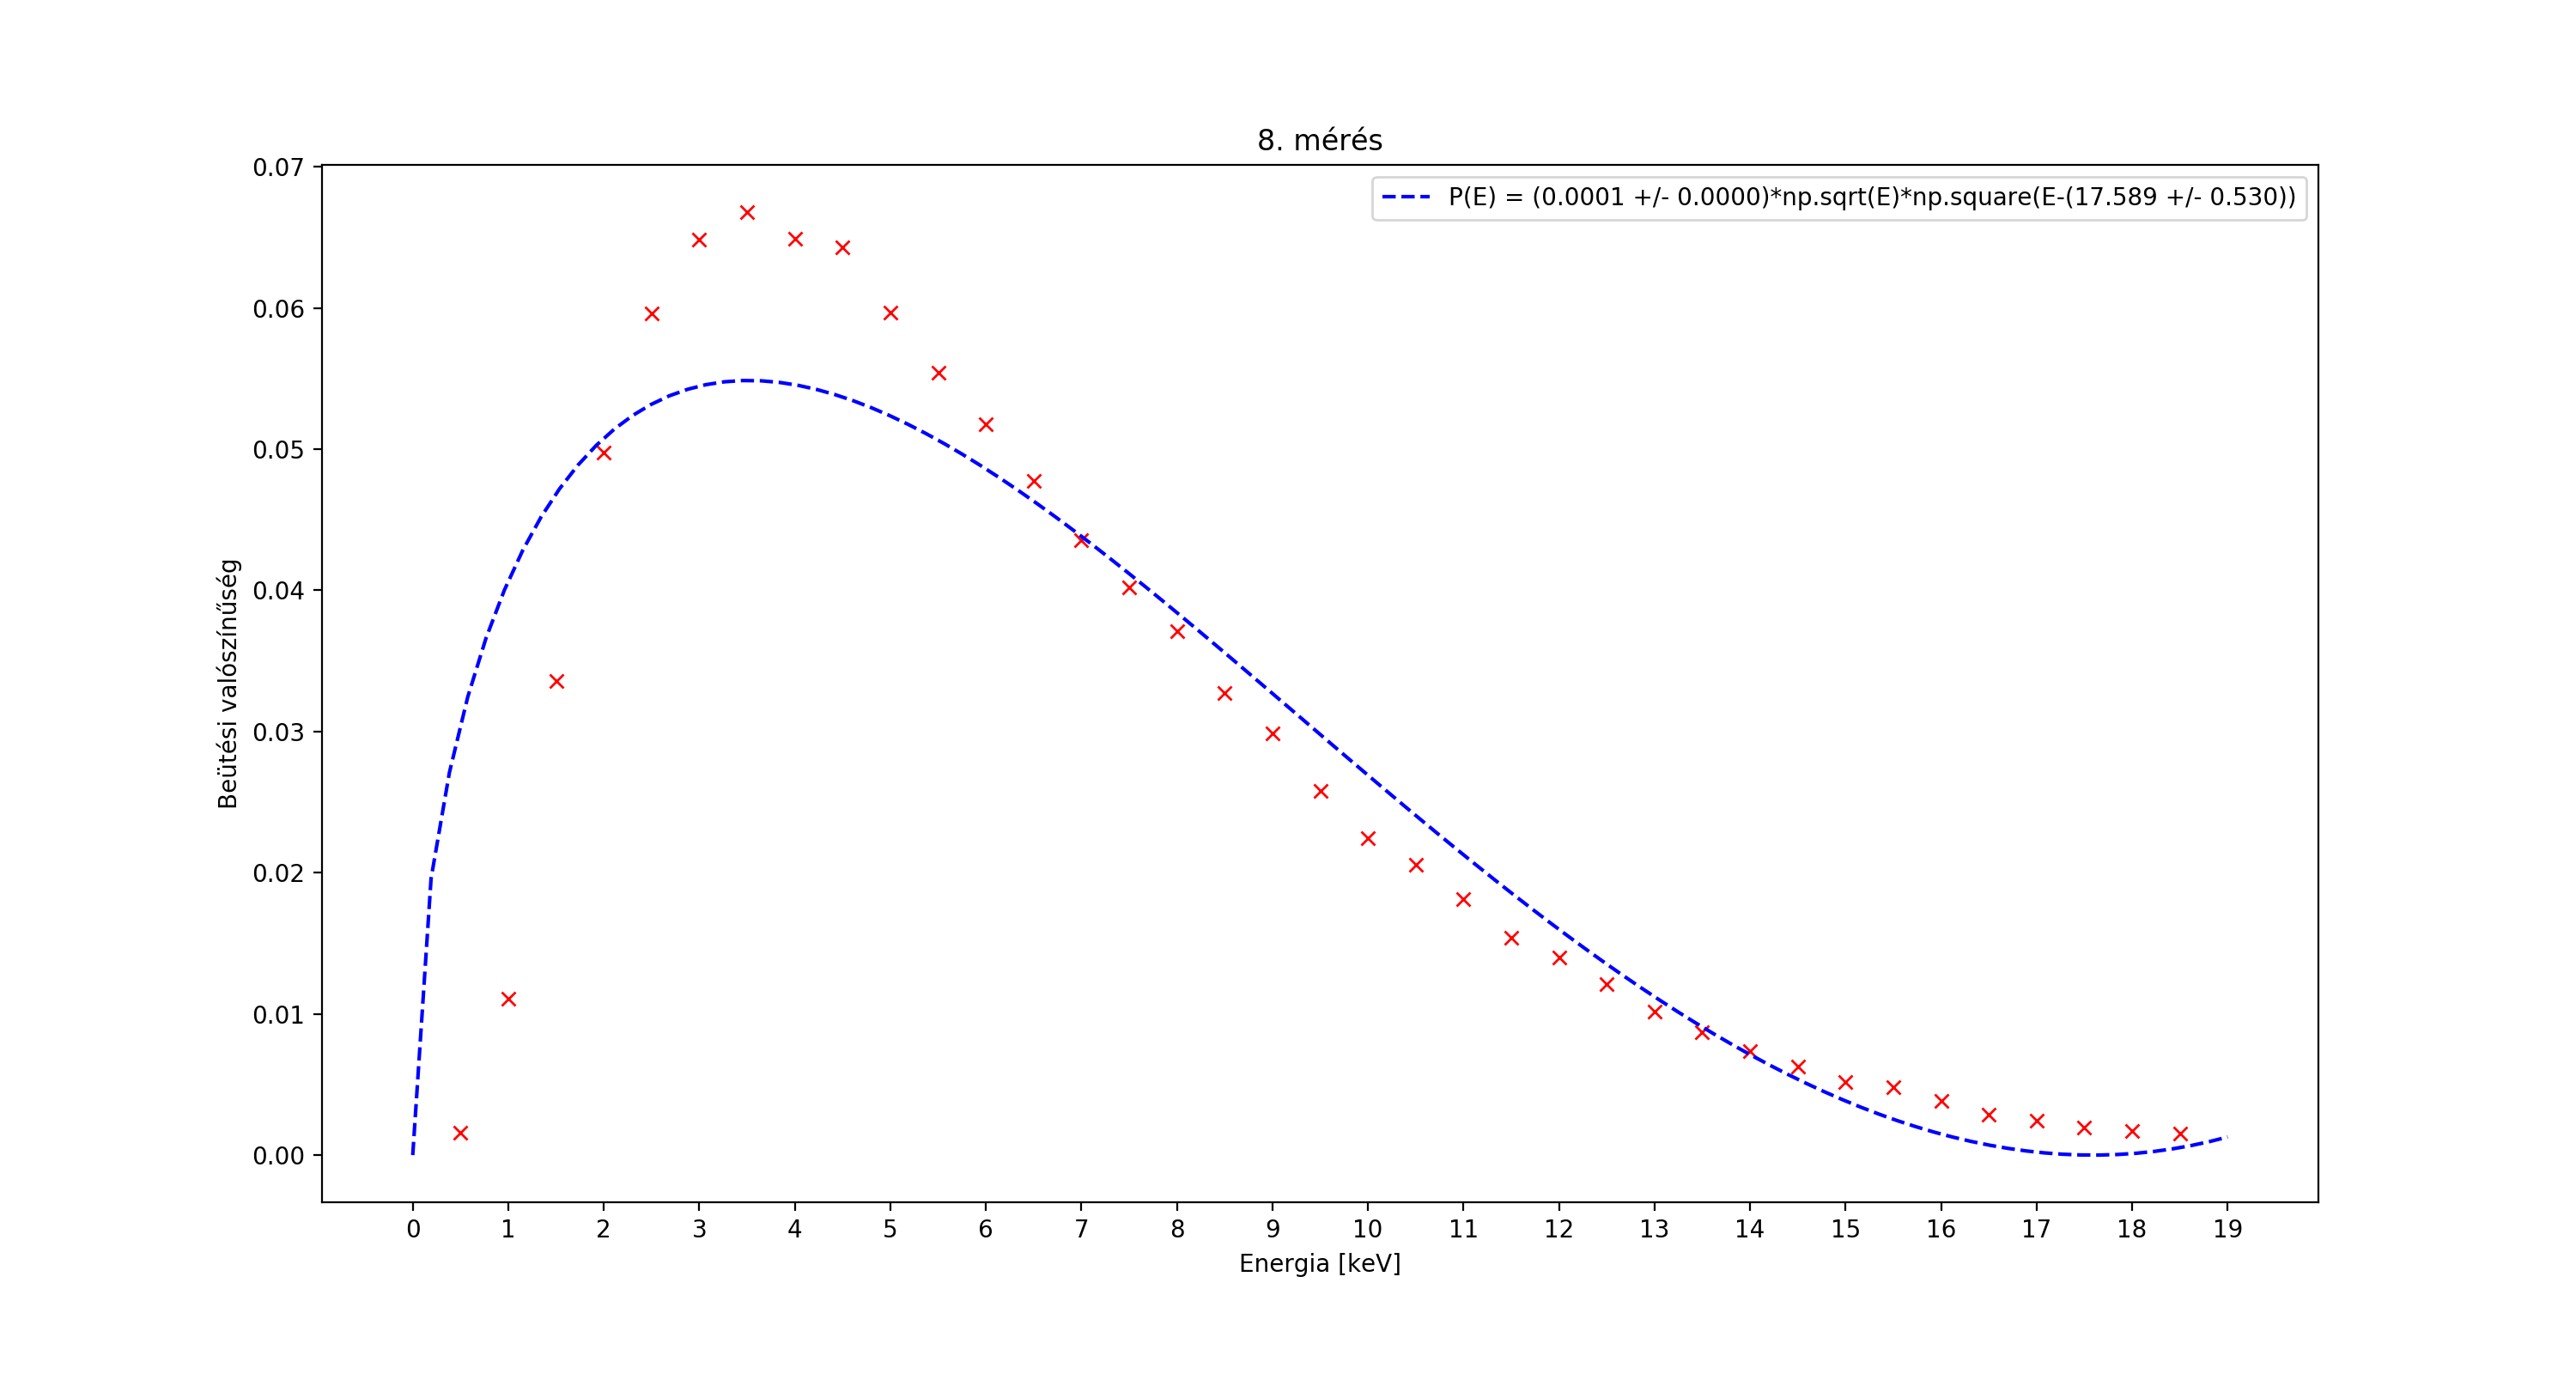 8. mérés
P(E) = (0.0001 +/- 0.0000)*np.sqrt(E)*np.square(E-(17.589 +/- 0.530))
0.07
0.06
0.05
0.04
0.03
0.02
0.01
0.00
Beütési valószínűség
0 1 2 3 4 5 6 7 8 9 10 11 12 13 14 15 16 17 18 19
Energia [keV]